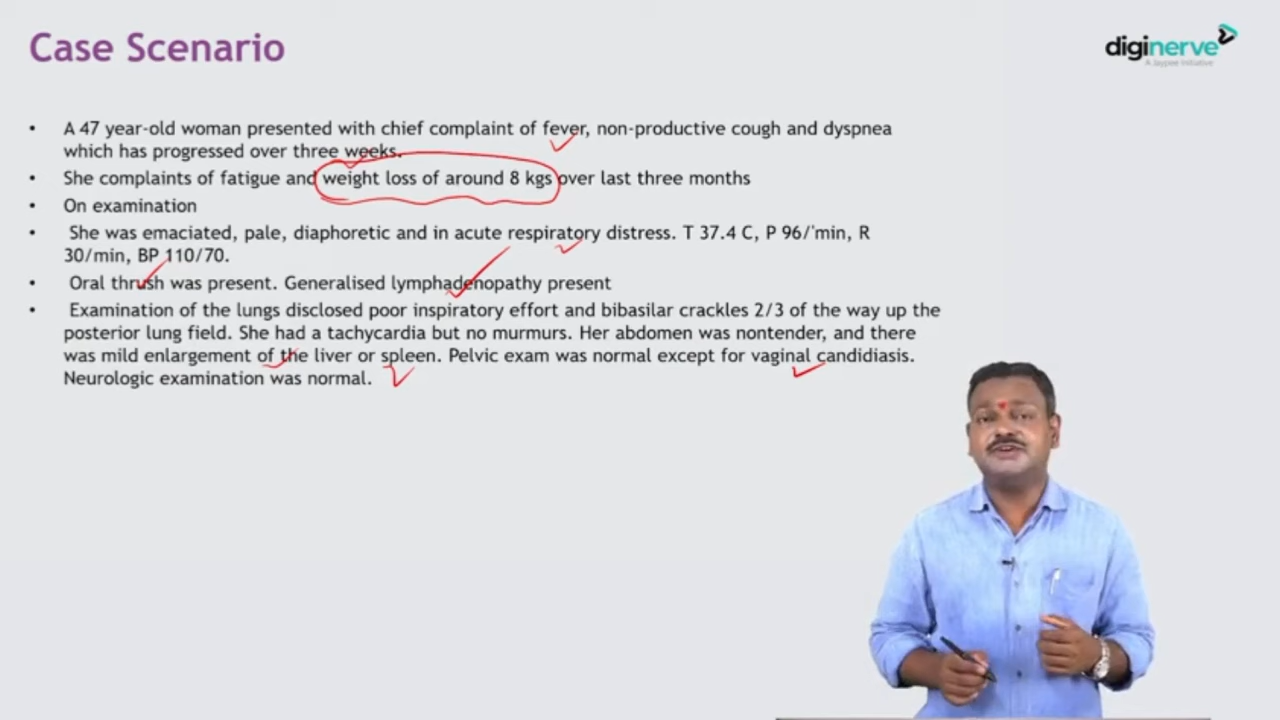 Case Scenario
diginerve
A Jaypee Initiative
• A 47 year-old woman presented with chief complaint of fever, non-productive cough and dyspnea
which has progressed over three weeks.
• She complaints of fatigue and weight loss of around 8 kgs over last three months
• On examination
• She was emaciated, pale, diaphoretic and in acute respiratory distress. T 37.4 C, P 96/'min, R
30/min, BP 110/70.
• Oral thrush was present. Generalised lymphadenopathy present
• Examination of the lungs disclosed poor inspiratory effort and bibasilar crackles 2/3 of the way up the
posterior lung field. She had a tachycardia but no murmurs. Her abdomen was nontender, and there
was mild enlargement of the liver or spleen. Pelvic exam was normal except for vaginal candidiasis.
Neurologic examination was normal.